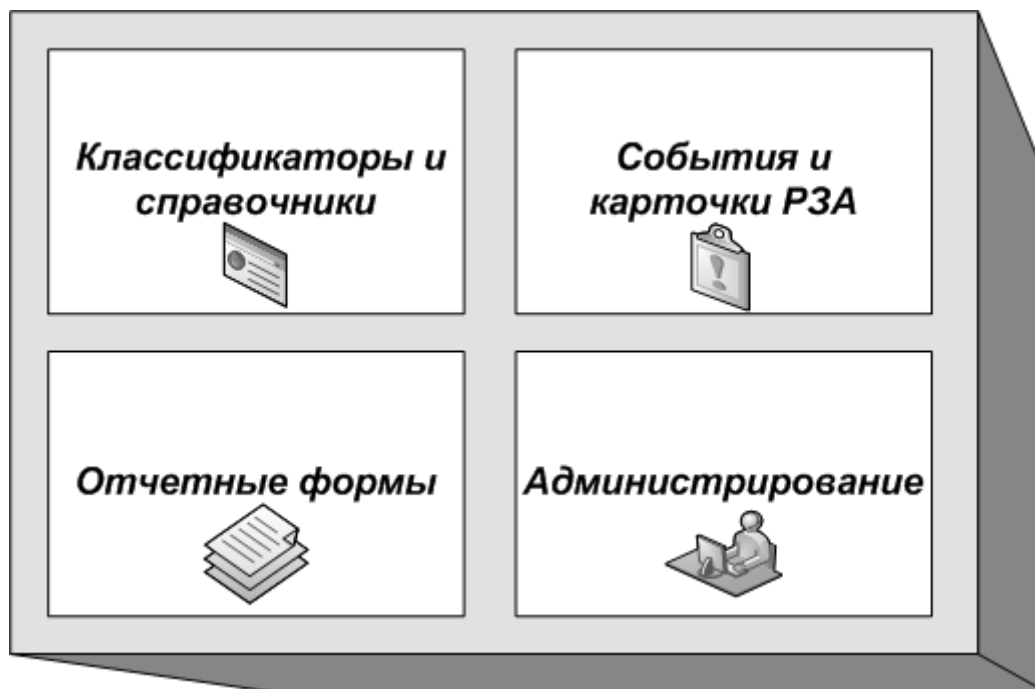 Классификаторы и
справочники
События и
карточки РЗА
Отчетные формы
Администрирование